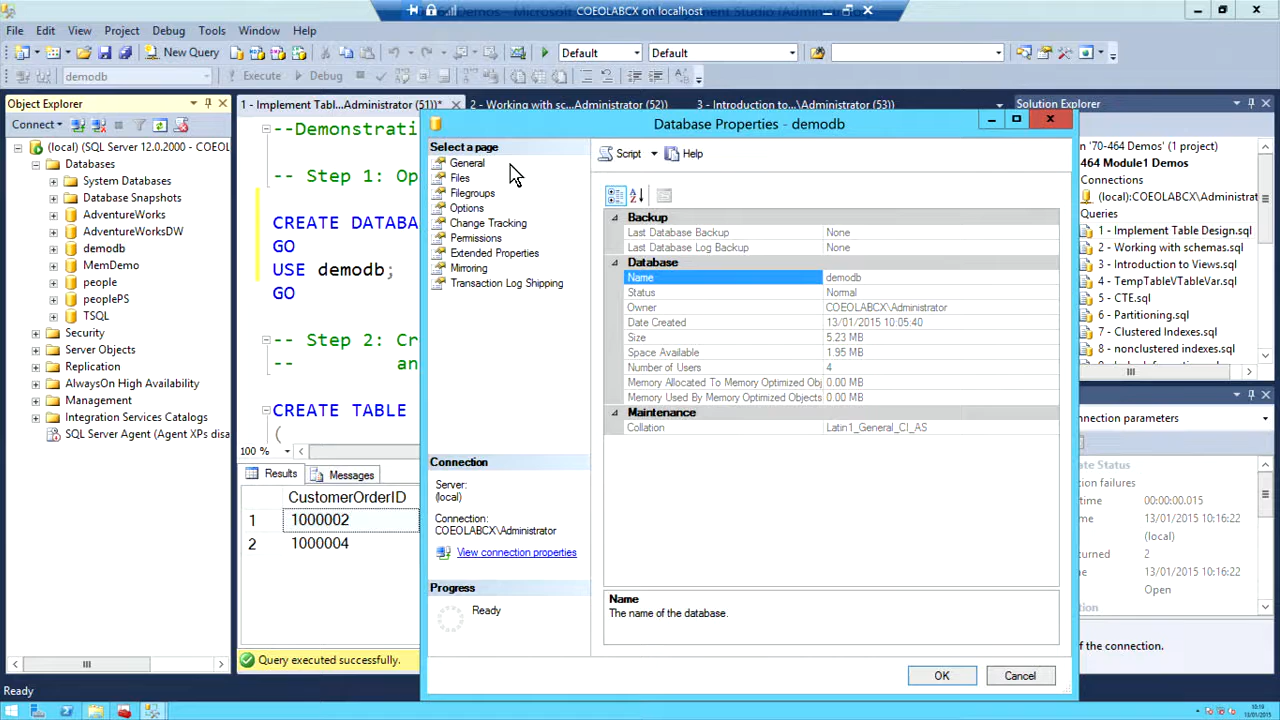 COEOLABCX on localhost
File Edit View Project Debug Tools Window Help
New Query Default Default
demodb Execute Debug
Object Explorer
1 - Implement Tabl...Administrator (51))* 2 - Working with sc...Administrator (52)) 3 - Introduction to...\Administrator (53))
Solution Explorer
Connect
(local) (SQL Server 12.0.2000 - COEOL
Databases
System Databases
Database Snapshots
AdventureWorks
AdventureWorksDW
demodb
MemDemo
people
peoplePS
TSQL
Security
Server Objects
Replication
AlwaysOn High Availability
Management
Integration Services Catalogs
SQL Server Agent (Agent XPs disa
--Demonstrati
-- Step 1: Op
CREATE DATABA
GO
USE demodb;
GO
-- Step 2: Cr
-- an
CREATE TABLE
(
100 %
Results Messages
CustomerOrderID
1 1000002
2 1000004
Query executed successfully.
Database Properties - demodb
Select a page
General
Files
Filegroups
Options
Change Tracking
Permissions
Extended Properties
Mirroring
Transaction Log Shipping
Connection
Server:
(local)
Connection:
COEOLABCX\Administrator
View connection properties
Progress
Ready
Script Help
Backup
Last Database Backup None
Last Database Log Backup None
Database
Name demodb
Status Normal
Owner COEOLABCX\Administrator
Date Created 13/01/2015 10:05:40
Size 5.23 MB
Space Available 1.95 MB
Number of Users 4
Memory Allocated To Memory Optimized Obj 0.00 MB
Memory Used By Memory Optimized Objects 0.00 MB
Maintenance
Collation Latin1_General_CI_AS
Name
The name of the database.
OK Cancel
'70-464 Demos' (1 project)
464 Module1 Demos
Connections
(local):COEOLABCX\Administrat
Queries
1 - Implement Table Design.sql
2 - Working with schemas.sql
3 - Introduction to Views.sql
4 - TempTableVTableVar.sql
5 - CTE.sql
6 - Partitioning.sql
7 - Clustered Indexes.sql
8 - nonclustered indexes.sql
nnection parameters
ate Status
nnection failures
time 00:00:00.015
me 13/01/2015 10:16:22
(local)
turned 2
e 13/01/2015 10:16:22
Open
ction
f the connection.
Ready
10:19
13/01/2015